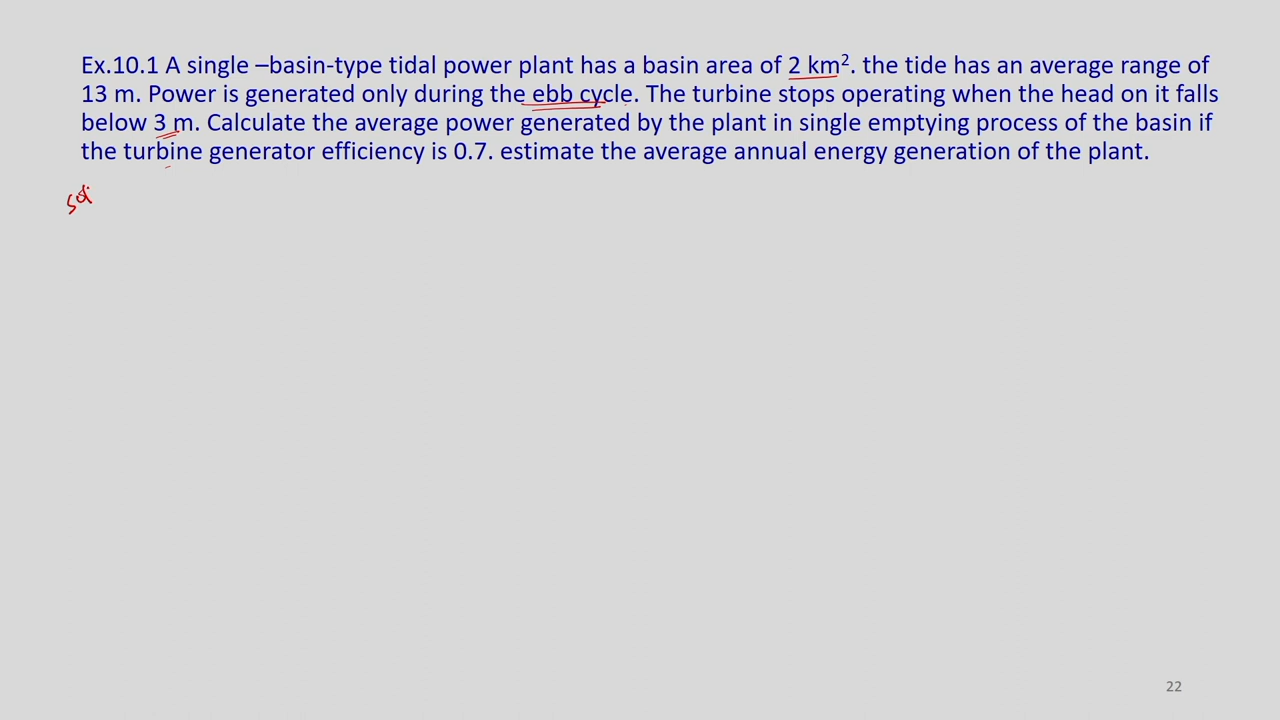 Ex.10.1 A single –basin-type tidal power plant has a basin area of 2 km². the tide has an average range of
13 m. Power is generated only during the ebb cycle. The turbine stops operating when the head on it falls
below 3 m. Calculate the average power generated by the plant in single emptying process of the basin if
the turbine generator efficiency is 0.7. estimate the average annual energy generation of the plant.
22